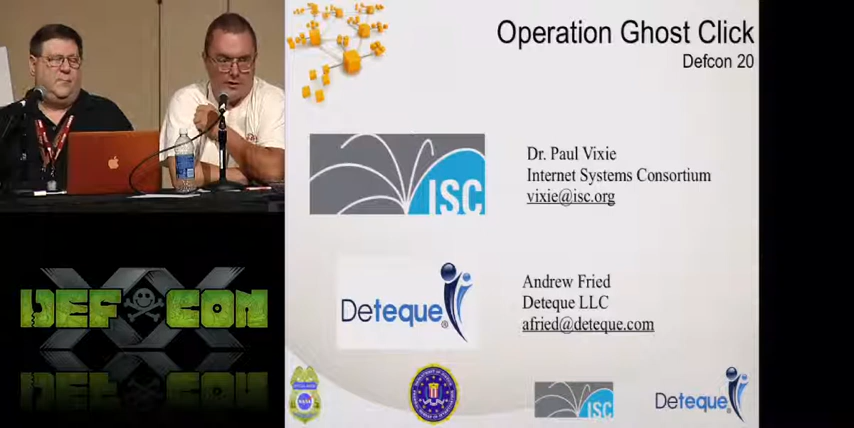 Operation Ghost Click
Defcon 20
ISC
Dr. Paul Vixie
Internet Systems Consortium
vixie@isc.org
Deteque®
Andrew Fried
Deteque LLC
afried@deteque.com
DEF CON
ISC
Deteque